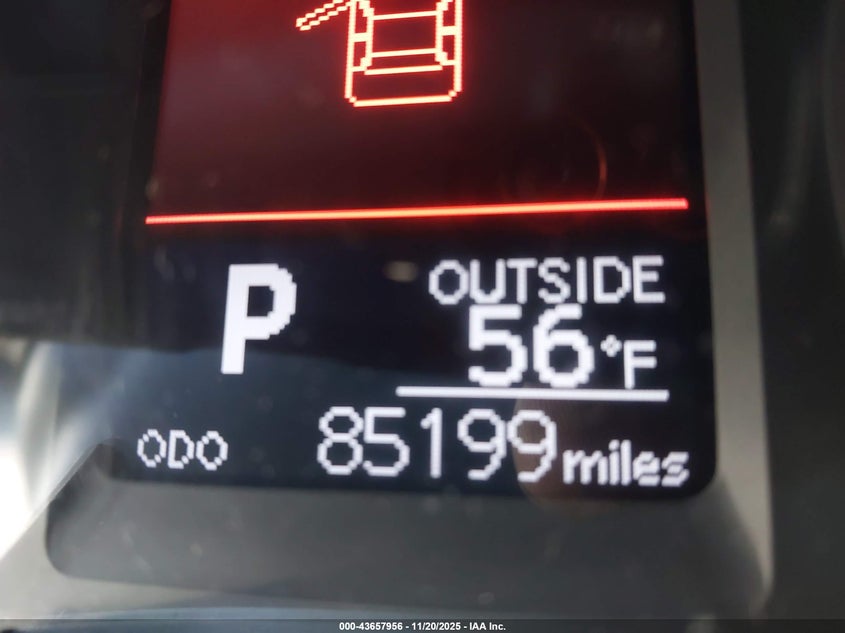 P
OUTSIDE
56°F
ODO 85199 miles
000-43657956 - 11/20/2025 - IAA Inc.